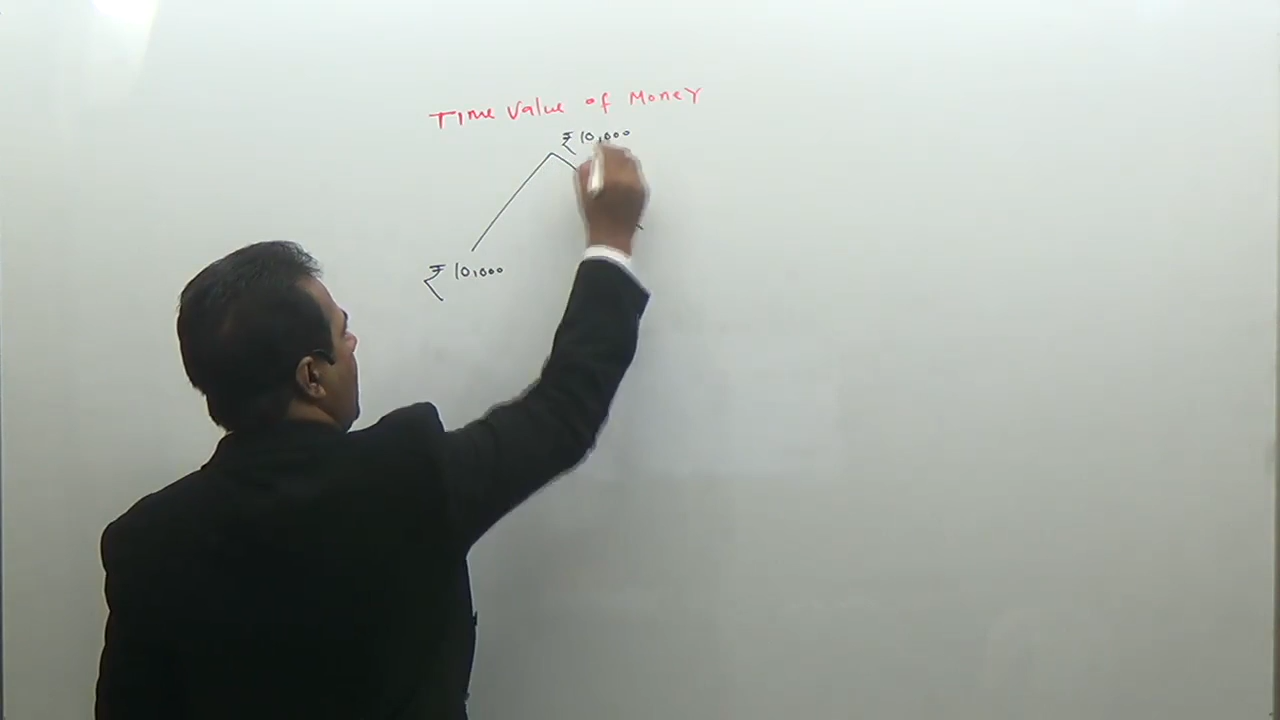 Time Value of Money
₹ 10,000
₹ 10,000